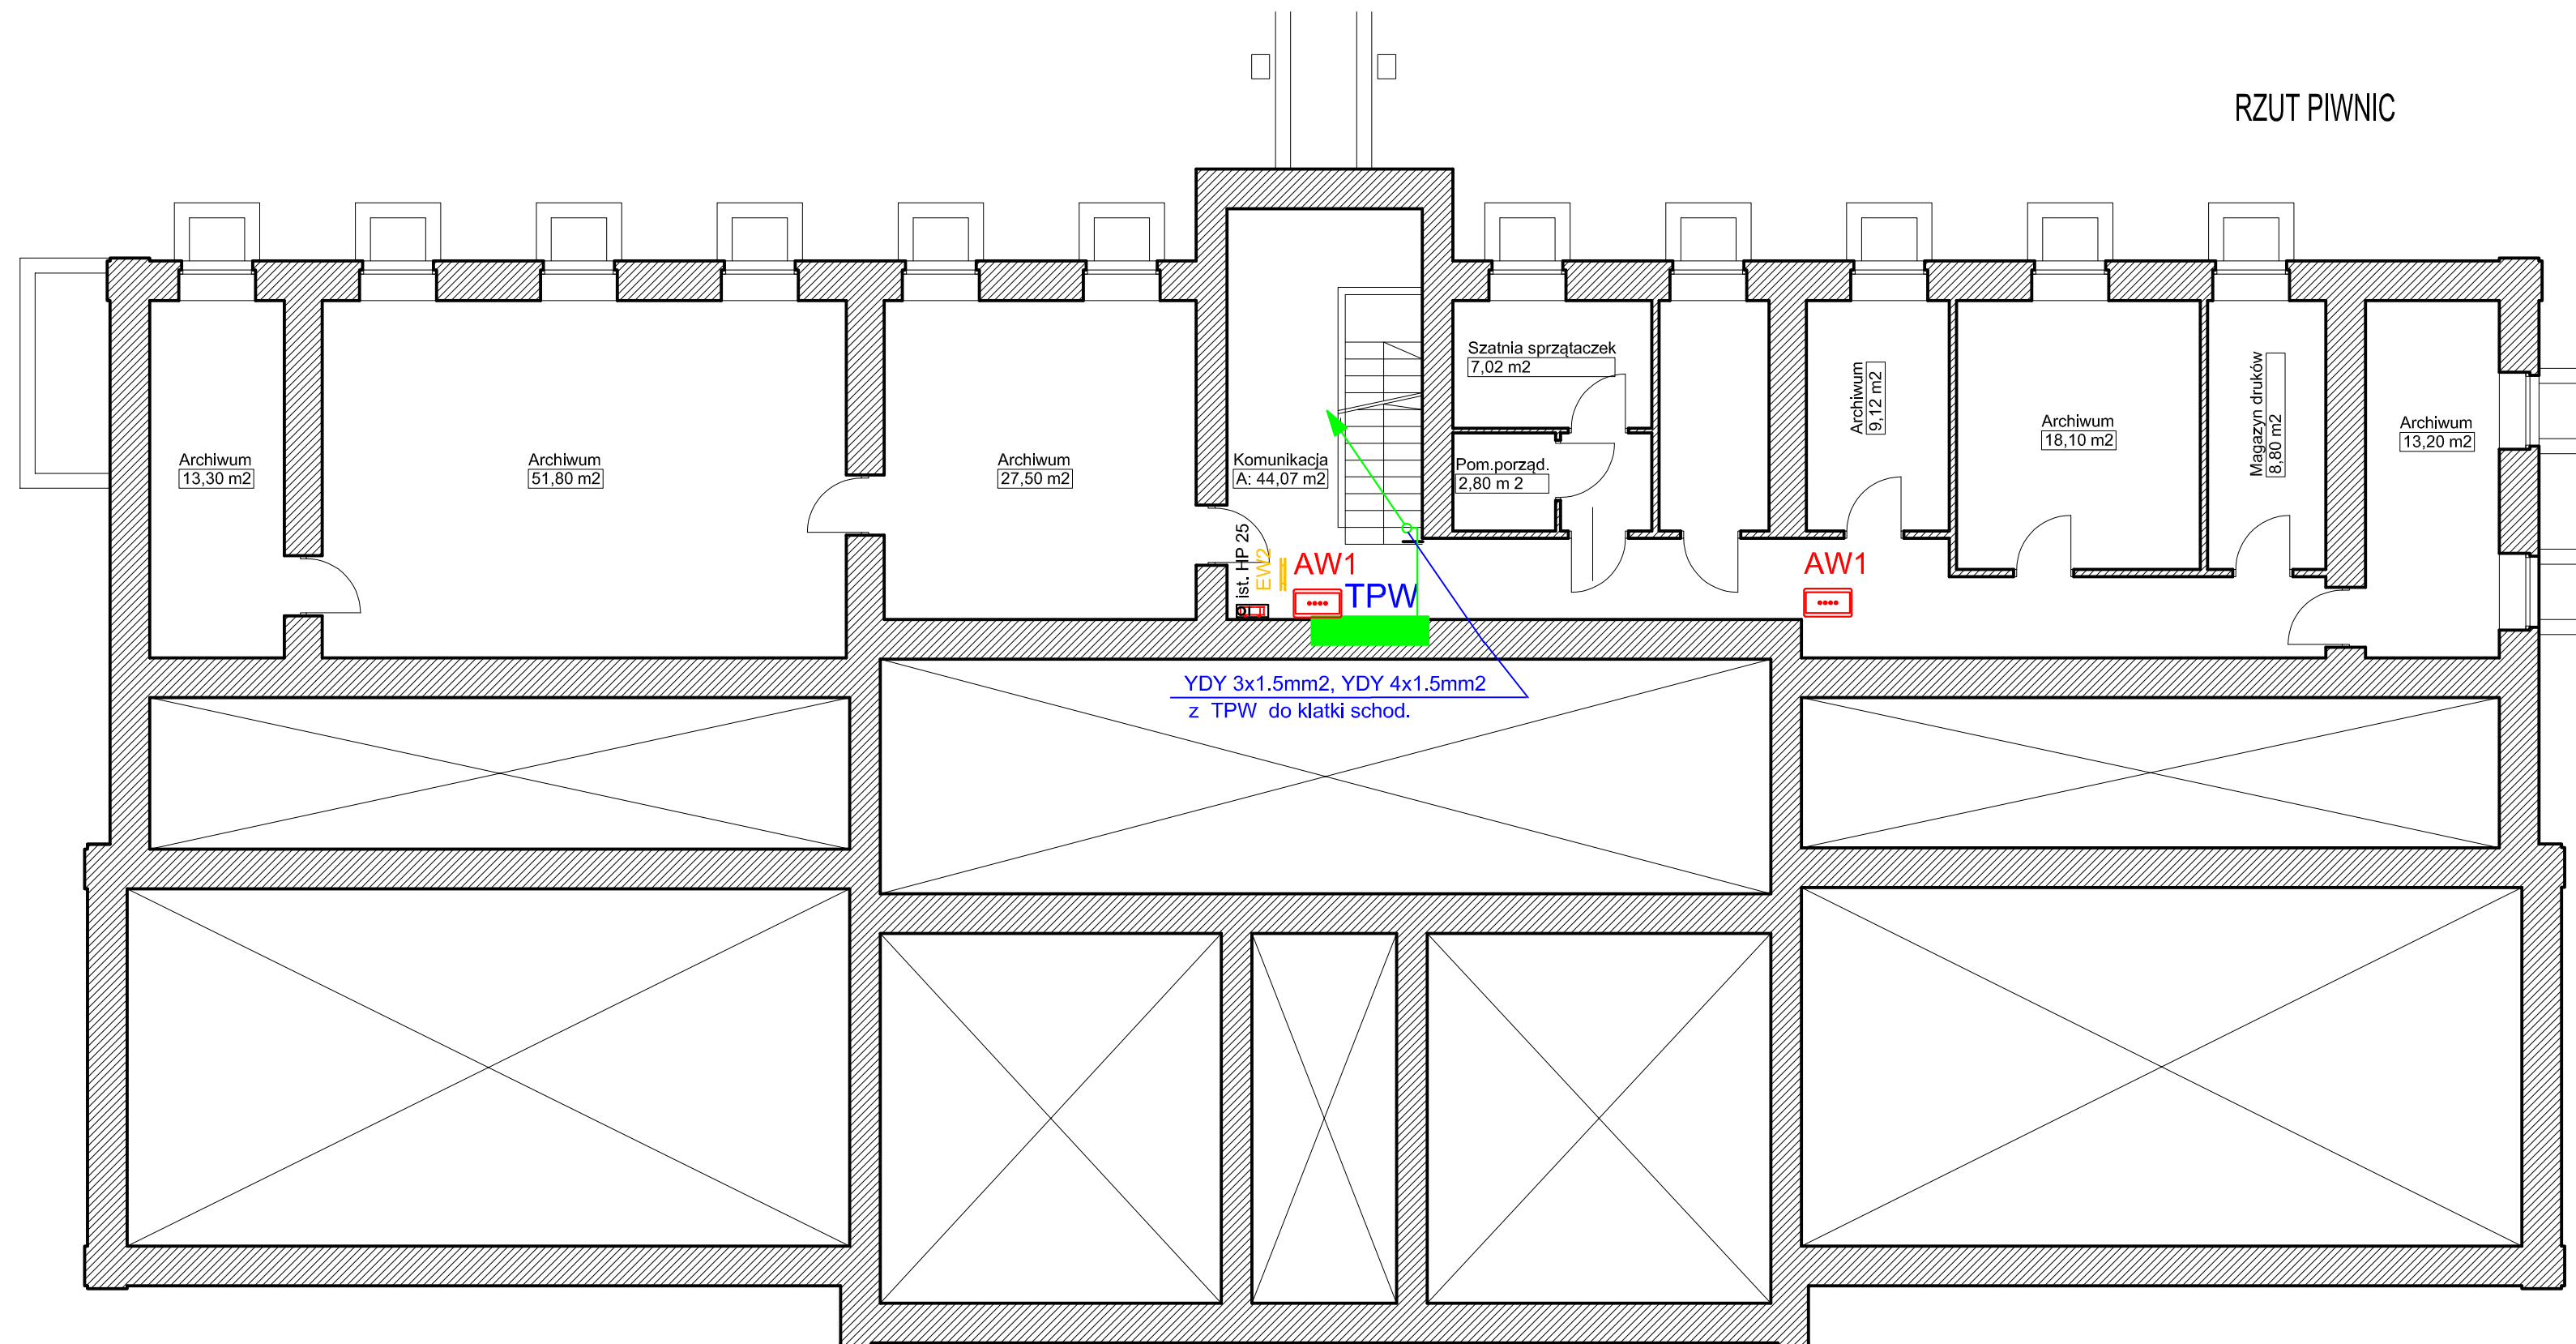 RZUT PIWNIC
Archiwum
13,30 m2
Archiwum
51,80 m2
Archiwum
27,50 m2
Komunikacja
A: 44,07 m2
Szatnia sprzątaczek
7,02 m2
Pom.porząd.
2,80 m 2
Archiwum
9,12 m2
Archiwum
18,10 m2
Magazyn druków
8,80 m2
Archiwum
13,20 m2
ist. HP 25
EW2
AW1
TPW
AW1
YDY 3x1.5mm2, YDY 4x1.5mm2
z TPW do klatki schod.